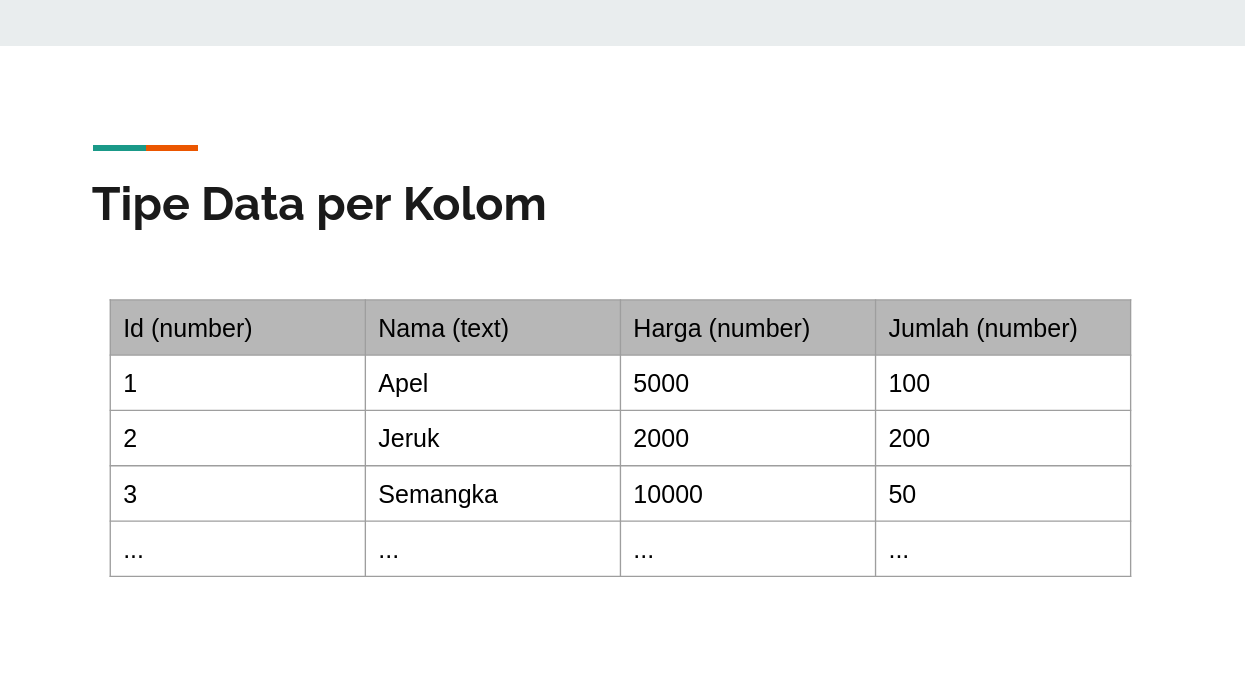 Tipe Data per Kolom
Id (number) Nama (text) Harga (number) Jumlah (number)
1 Apel 5000 100
2 Jeruk 2000 200
3 Semangka 10000 50
... ... ... ...